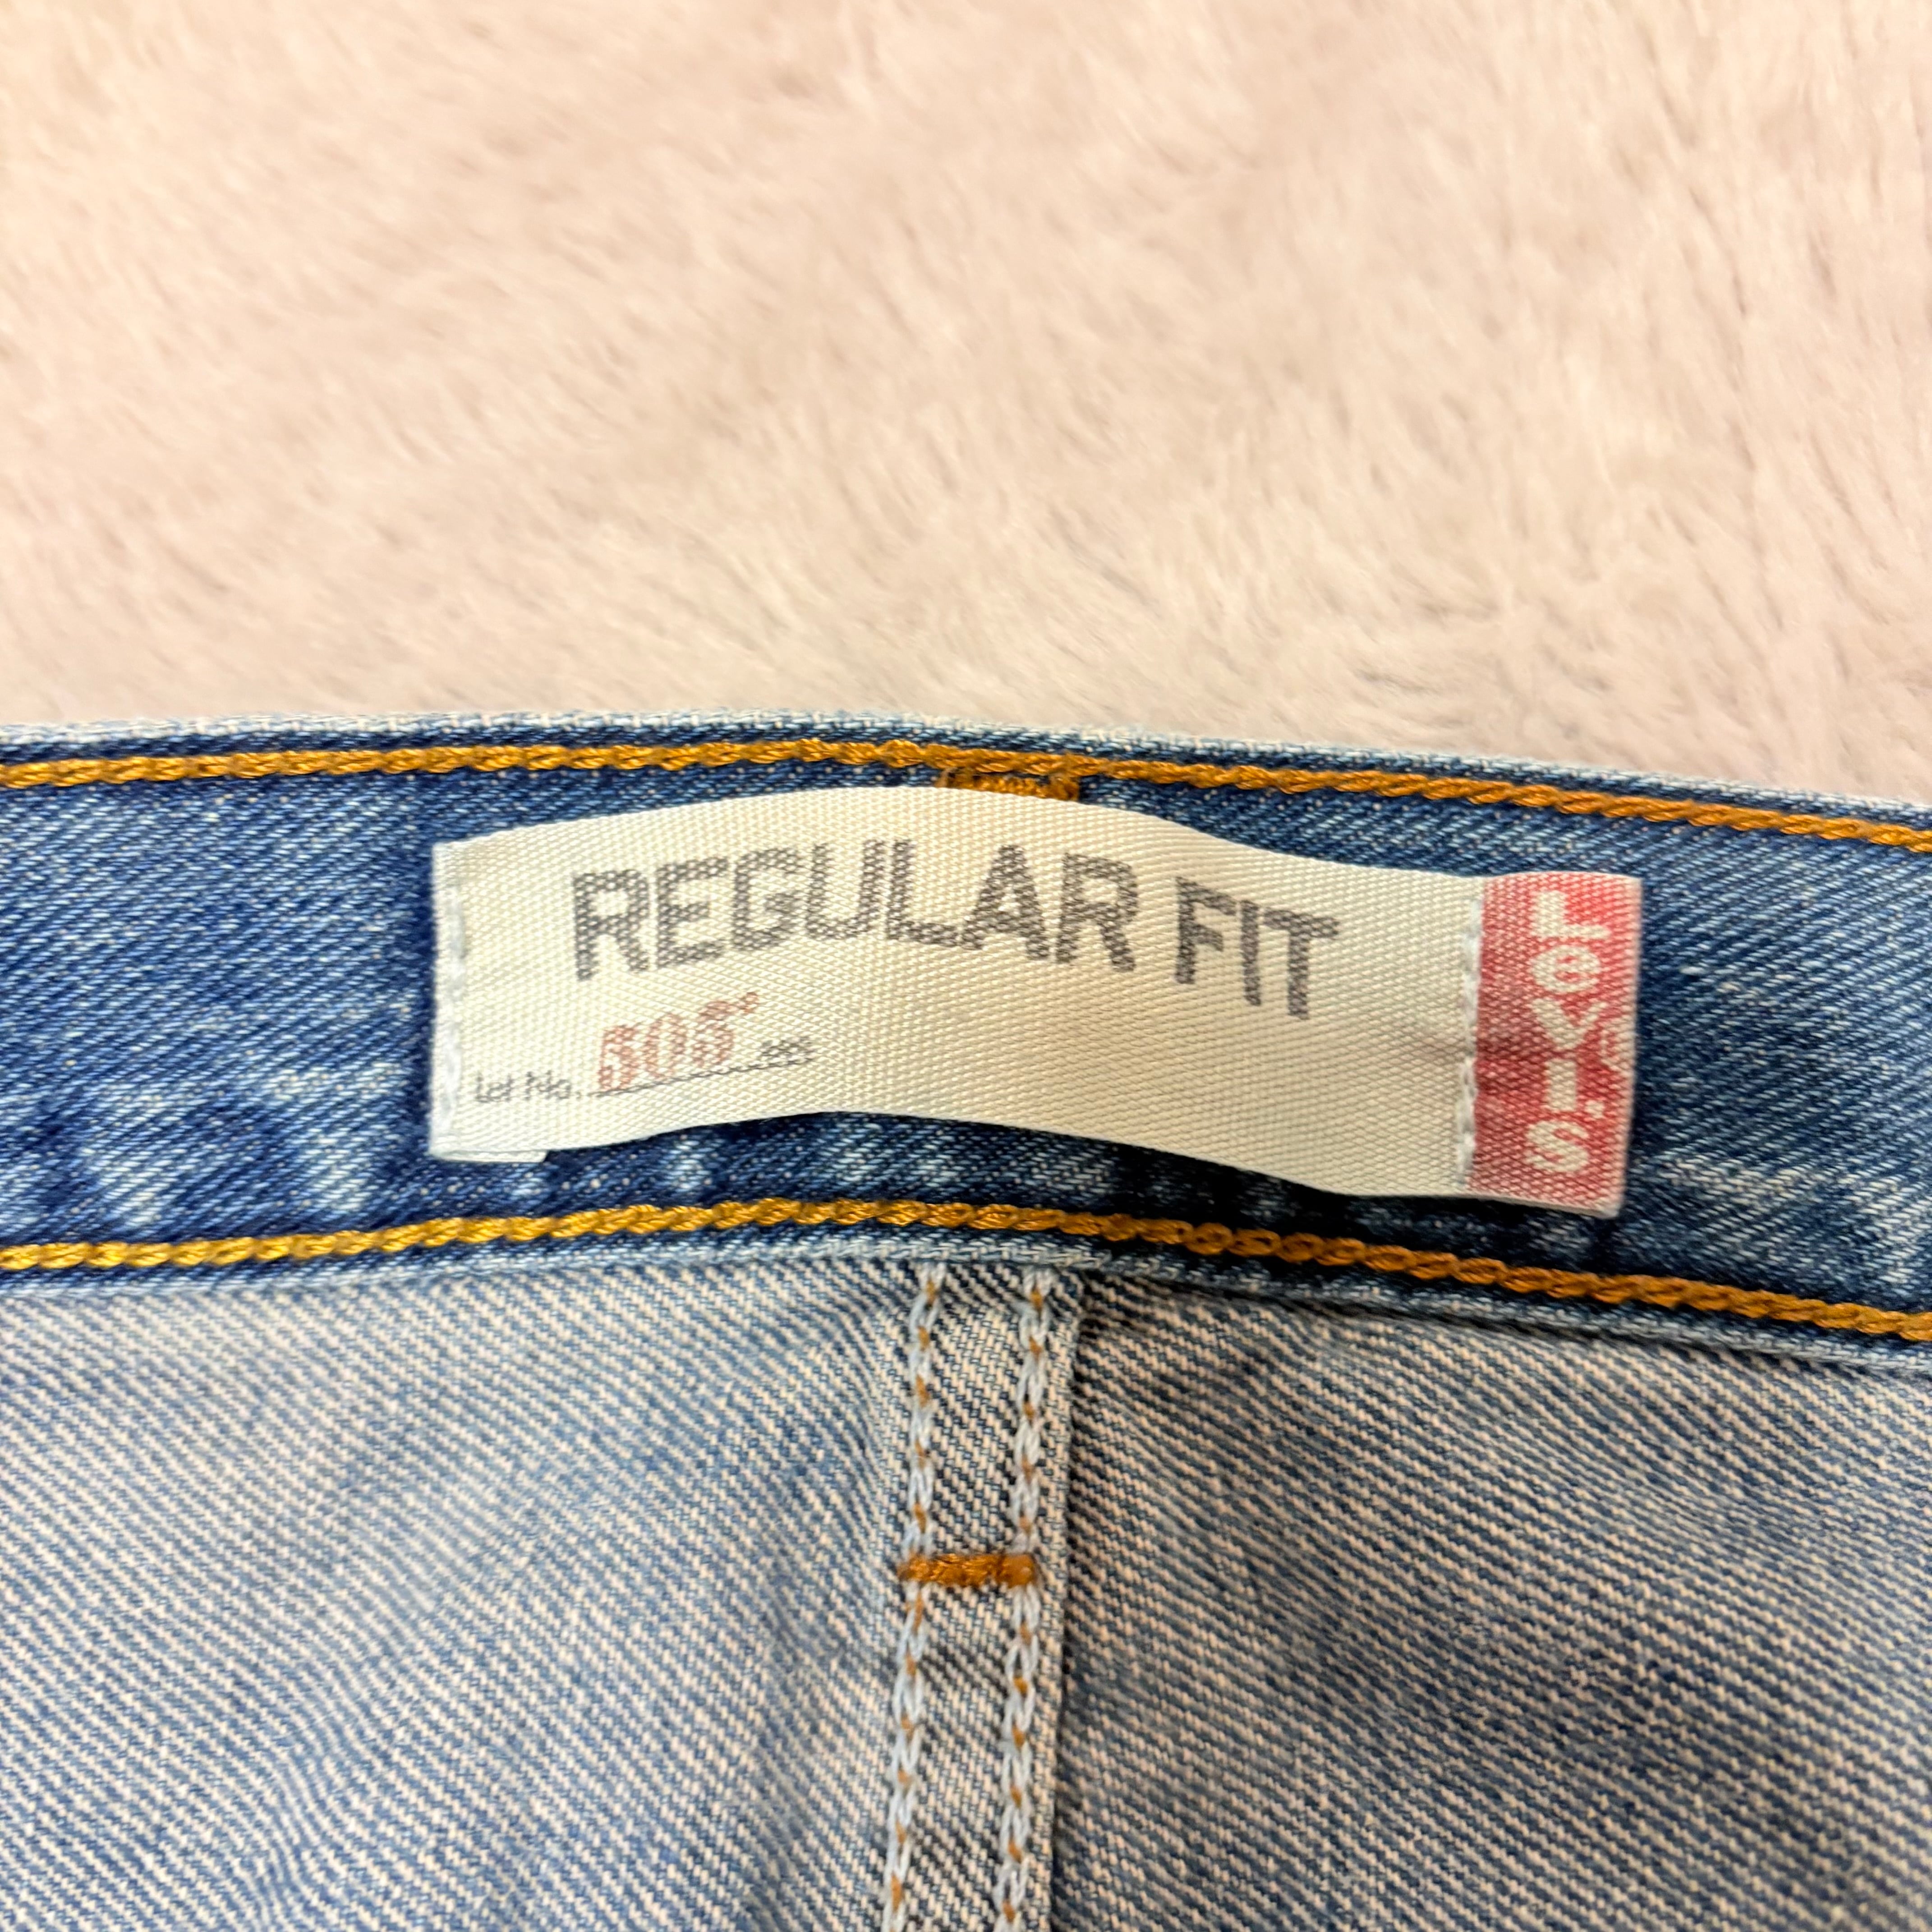 REGULAR FIT
Lot No. 505
Levi's